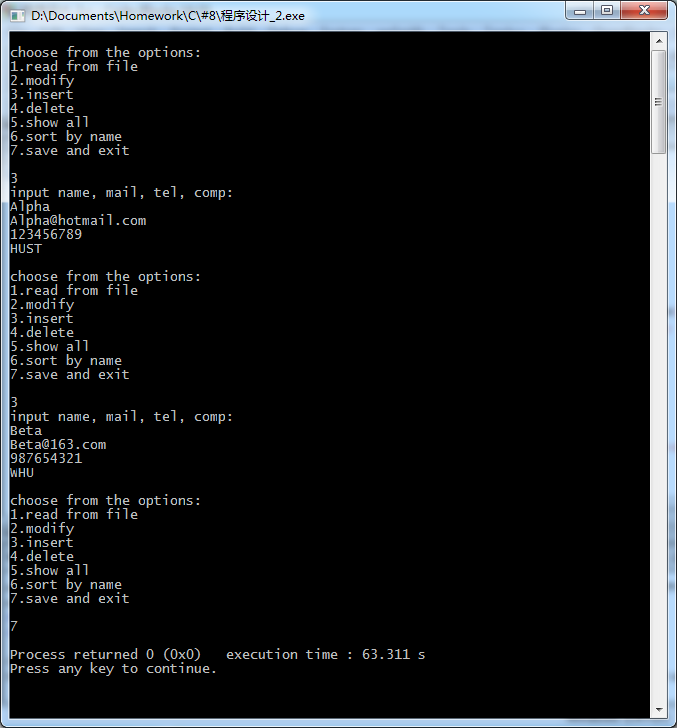 D:\Documents\Homework\C\#8\程序设计_2.exe
choose from the options:
1.read from file
2.modify
3.insert
4.delete
5.show all
6.sort by name
7.save and exit
3
input name, mail, tel, comp:
Alpha
Alpha@hotmail.com
123456789
HUST
choose from the options:
1.read from file
2.modify
3.insert
4.delete
5.show all
6.sort by name
7.save and exit
3
input name, mail, tel, comp:
Beta
Beta@163.com
987654321
WHU
choose from the options:
1.read from file
2.modify
3.insert
4.delete
5.show all
6.sort by name
7.save and exit
7
Process returned 0 (0x0)   execution time : 63.311 s
Press any key to continue.